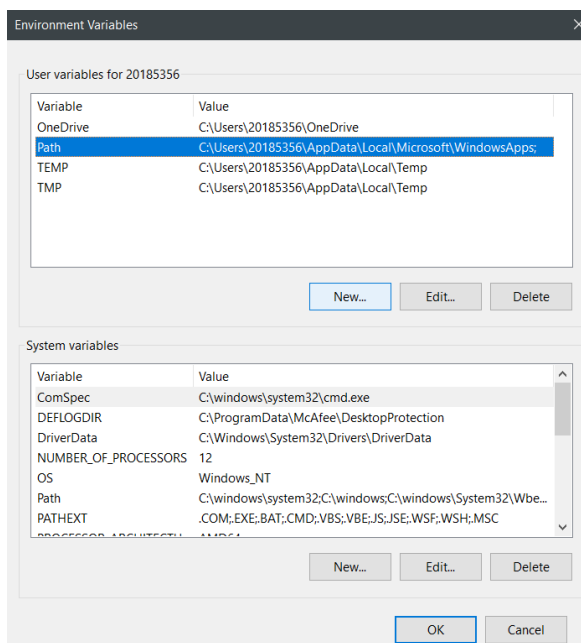 Environment Variables
User variables for 20185356
Variable Value
OneDrive C:\Users\20185356\OneDrive
Path C:\Users\20185356\AppData\Local\Microsoft\WindowsApps;
TEMP C:\Users\20185356\AppData\Local\Temp
TMP C:\Users\20185356\AppData\Local\Temp
New... Edit... Delete
System variables
Variable Value
ComSpec C:\windows\system32\cmd.exe
DEFLOGDIR C:\ProgramData\McAfee\DesktopProtection
DriverData C:\Windows\System32\Drivers\DriverData
NUMBER_OF_PROCESSORS 12
OS Windows_NT
Path C:\windows\system32;C:\windows;C:\windows\System32\Wbe...
PATHEXT .COM;.EXE;.BAT;.CMD;.VBS;.VBE;.JS;.JSE;.WSF;.WSH;.MSC
New... Edit... Delete
OK Cancel